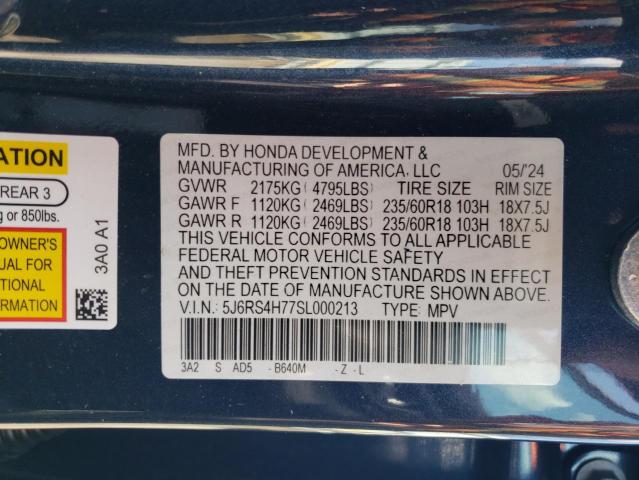 ATION
REAR 3
g or 850lbs.
OWNER'S
UAL FOR
TIONAL
RMATION
3A0 A1
MFD. BY HONDA DEVELOPMENT &
MANUFACTURING OF AMERICA, LLC 05/'24
GVWR 2175KG ( 4795LBS) TIRE SIZE RIM SIZE
GAWR F 1120KG ( 2469LBS) 235/60R18 103H 18X7.5J
GAWR R 1120KG ( 2469LBS) 235/60R18 103H 18X7.5J
THIS VEHICLE CONFORMS TO ALL APPLICABLE
FEDERAL MOTOR VEHICLE SAFETY
AND THEFT PREVENTION STANDARDS IN EFFECT
ON THE DATE OF MANUFACTURE SHOWN ABOVE.
V.I.N.: 5J6RS4H77SL000213 TYPE: MPV
3A2 S AD5 - B640M - Z - L